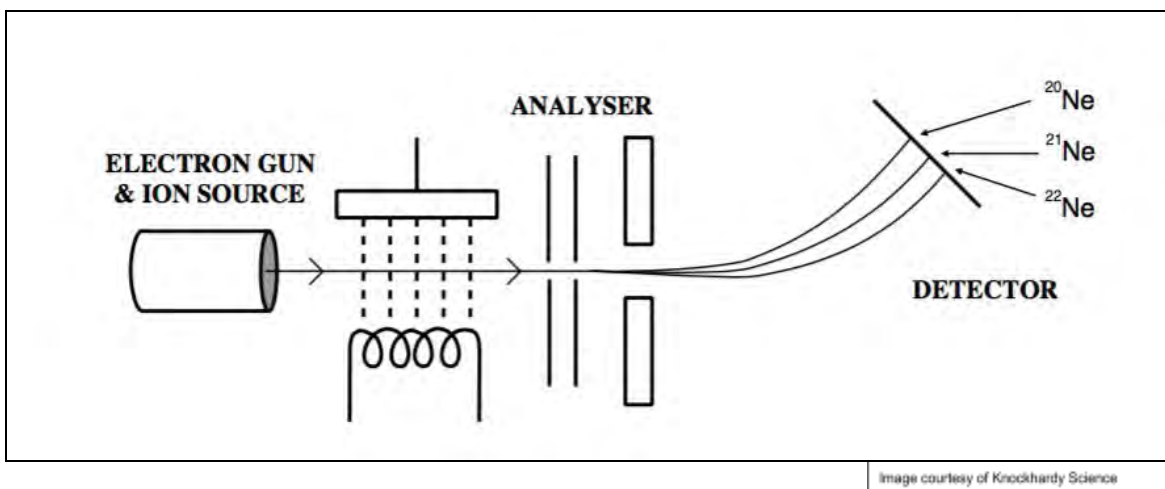 ANALYSER
ELECTRON GUN
& ION SOURCE
²⁰Ne
²¹Ne
²²Ne
DETECTOR
Image courtesy of Knockhardy Science